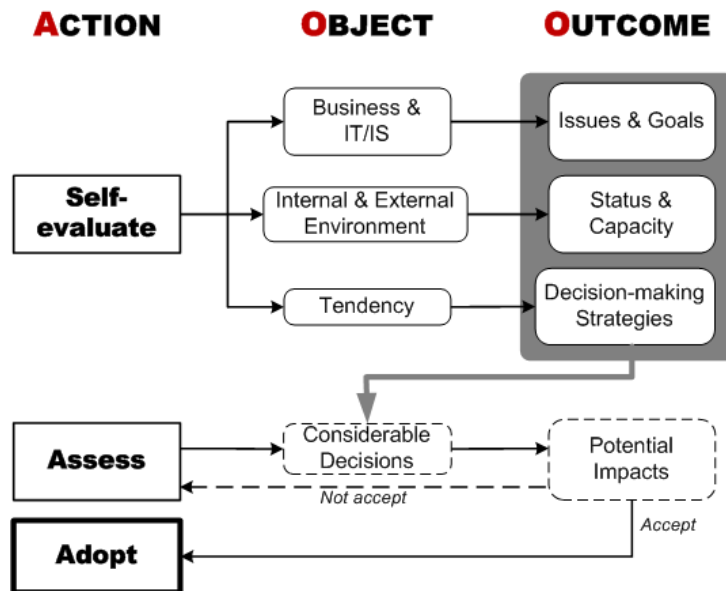 ACTION
OBJECT
OUTCOME
Business &
IT/IS
Issues & Goals
Self-
evaluate
Internal & External
Environment
Status &
Capacity
Tendency
Decision-making
Strategies
Assess
Considerable
Decisions
Potential
Impacts
Not accept
Accept
Adopt